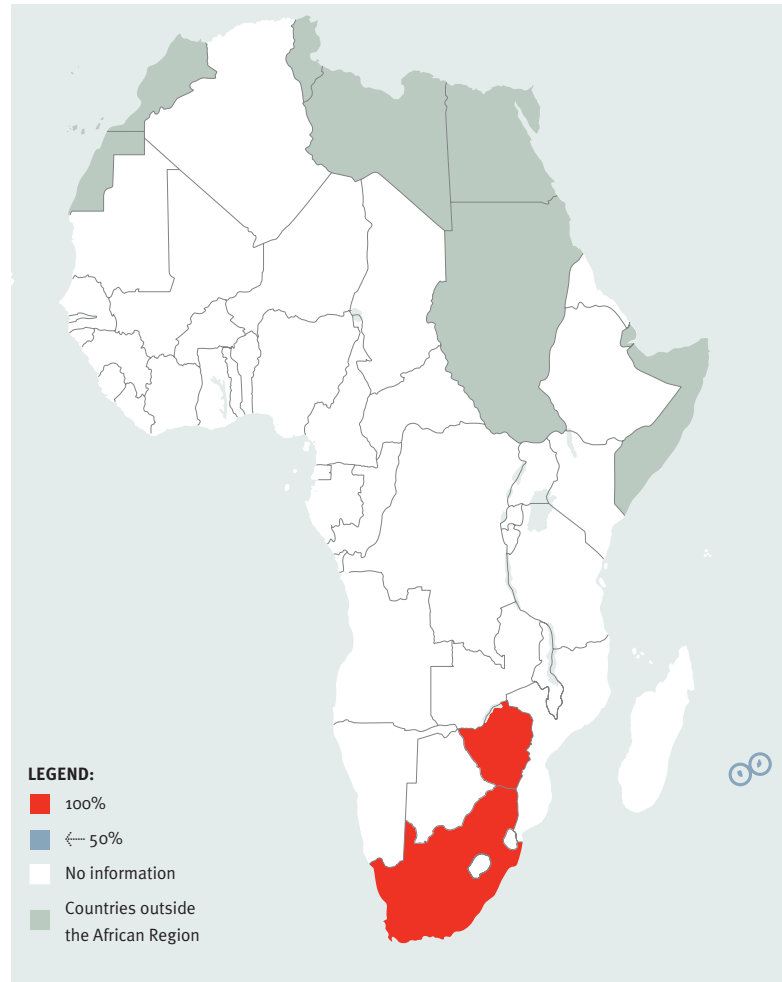 LEGEND:
100%
<---- 50%
No information
Countries outside
the African Region